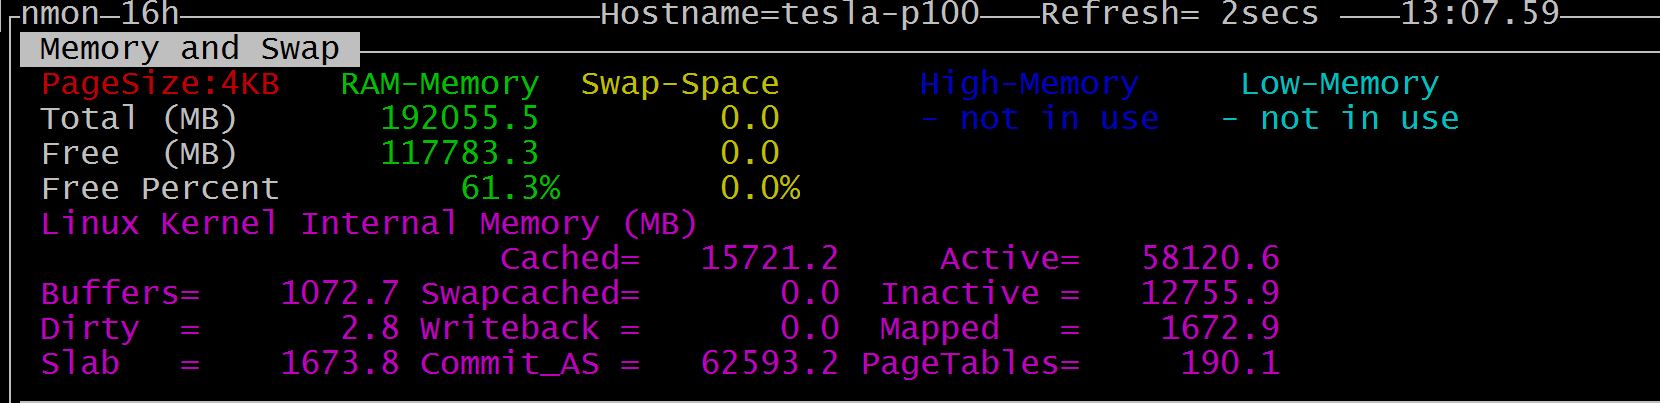 nmon-16h Hostname=tesla-p100 Refresh= 2secs 13:07.59
Memory and Swap
PageSize:4KB RAM-Memory Swap-Space High-Memory Low-Memory
Total (MB) 192055.5 0.0 - not in use - not in use
Free (MB) 117783.3 0.0
Free Percent 61.3% 0.0%
Linux Kernel Internal Memory (MB)
Cached= 15721.2 Active= 58120.6
Buffers= 1072.7 Swapcached= 0.0 Inactive = 12755.9
Dirty = 2.8 Writeback = 0.0 Mapped = 1672.9
Slab = 1673.8 Commit_AS = 62593.2 PageTables= 190.1